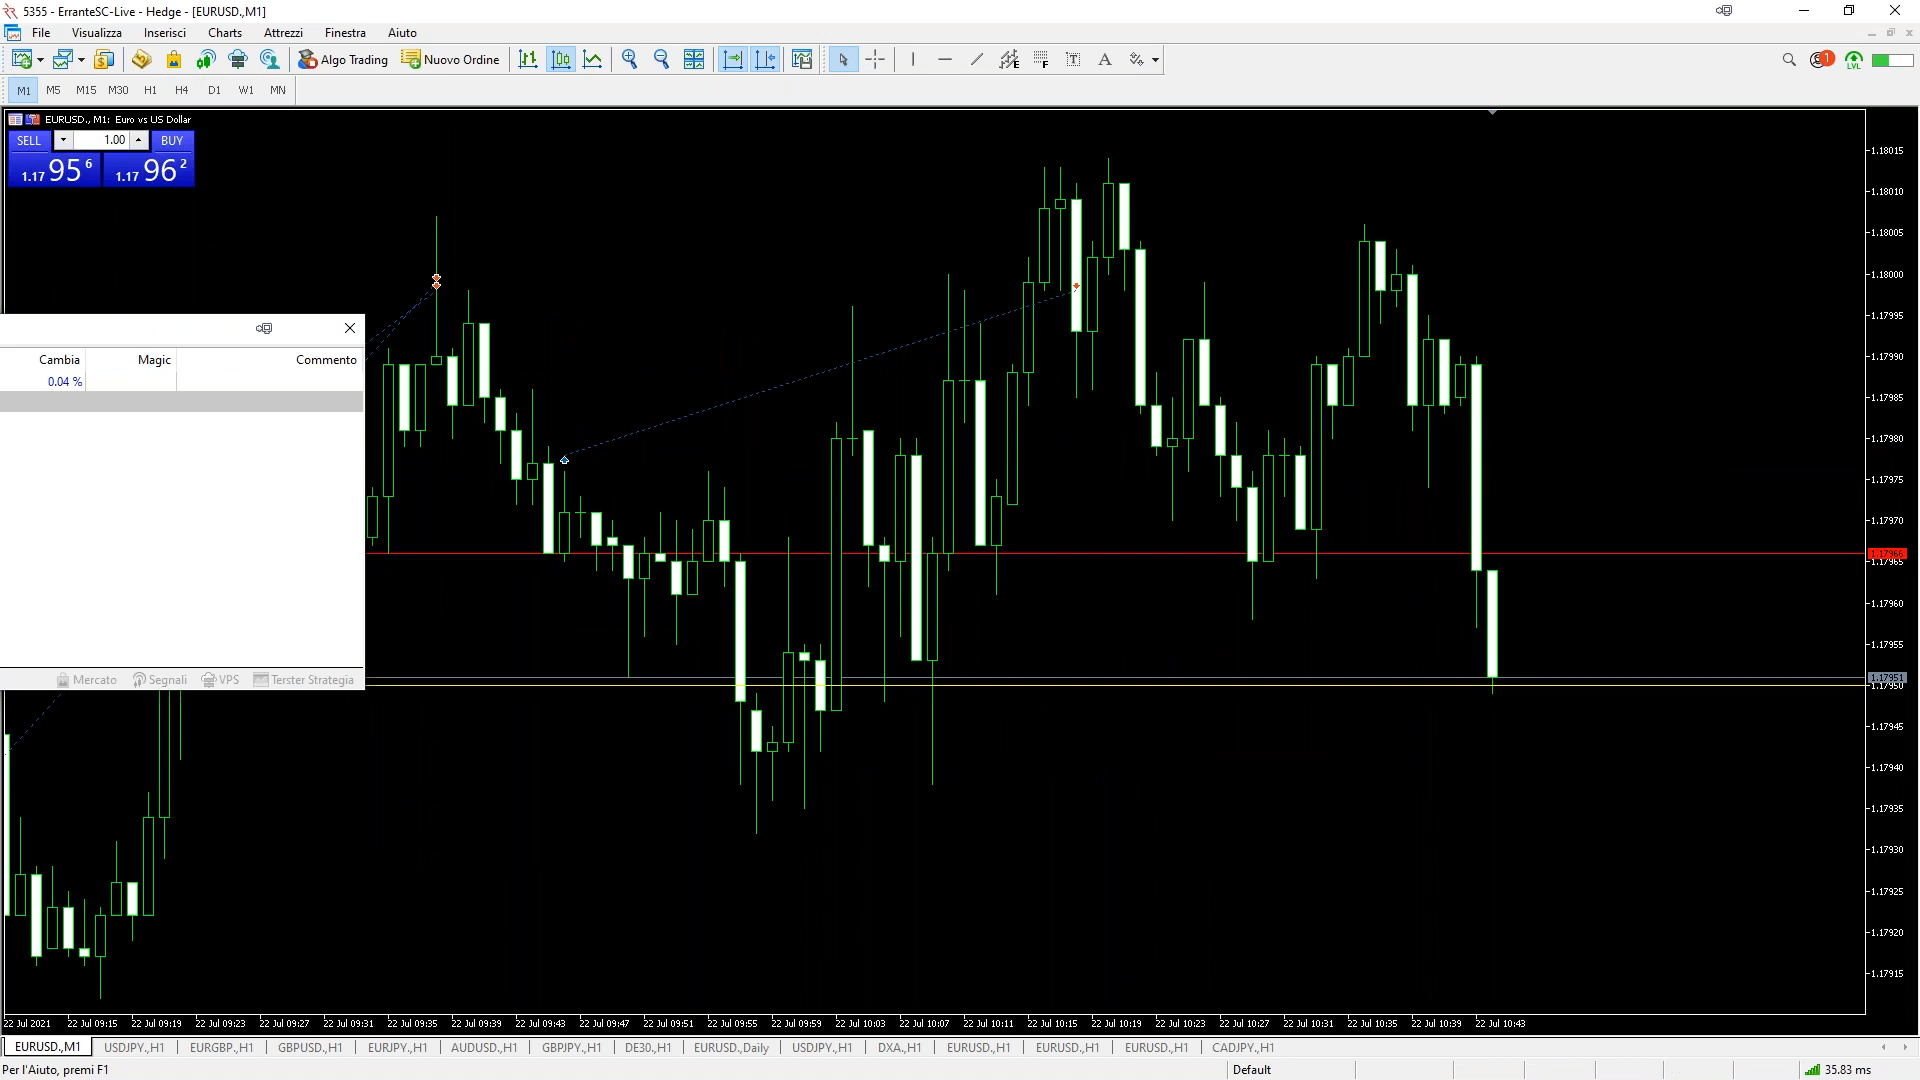 5355 - ErranteSC-Live - Hedge - [EURUSD.,M1]
File Visualizza Inserisci Charts Attrezzi Finestra Aiuto
Algo Trading Nuovo Ordine 1 LVL
M1 M5 M15 M30 H1 H4 D1 W1 MN
EURUSD., M1: Euro vs US Dollar
SELL 1.00 BUY
1.17 95 6 1.17 96 2
1.18015
1.18010
1.18005
1.18000
1.17995
1.17990
1.17985
1.17980
1.17975
1.17970
1.17966
1.17965
1.17960
1.17955
1.17951
1.17950
1.17945
1.17940
1.17935
1.17930
1.17925
1.17920
1.17915
Cambia Magic Commento
0.04 %
Mercato Segnali VPS Terster Strategia
22 Jul 2021 22 Jul 09:15 22 Jul 09:19 22 Jul 09:23 22 Jul 09:27 22 Jul 09:31 22 Jul 09:35 22 Jul 09:39 22 Jul 09:43 22 Jul 09:47 22 Jul 09:51 22 Jul 09:55 22 Jul 09:59 22 Jul 10:03 22 Jul 10:07 22 Jul 10:11 22 Jul 10:15 22 Jul 10:19 22 Jul 10:23 22 Jul 10:27 22 Jul 10:31 22 Jul 10:35 22 Jul 10:39 22 Jul 10:43
EURUSD.,M1 USDJPY.,H1 EURGBP.,H1 GBPUSD.,H1 EURJPY.,H1 AUDUSD.,H1 GBPJPY.,H1 DE30.,H1 EURUSD.,Daily USDJPY.,H1 DXA.,H1 EURUSD.,H1 EURUSD.,H1 EURUSD.,H1 CADJPY.,H1
Per l'Aiuto, premi F1 Default 35.83 ms